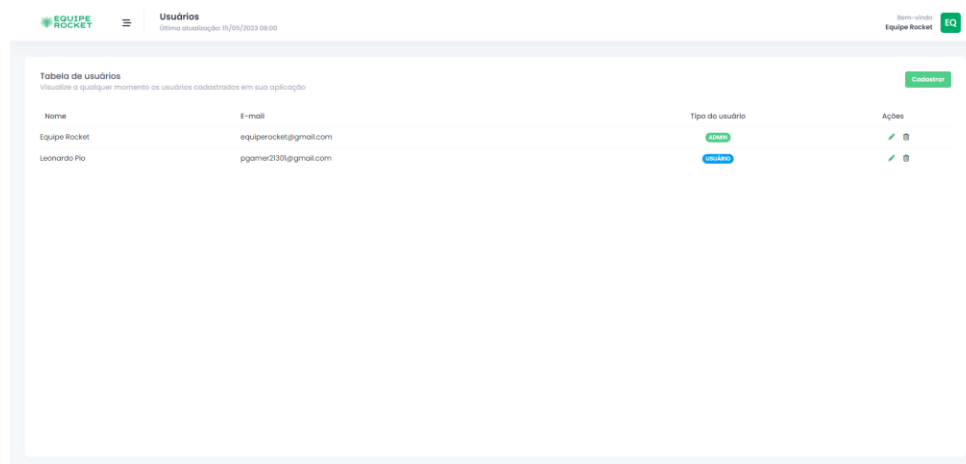 EQUIPE
ROCKET
Usuários
Última atualização: 15/05/2023 08:00
Bem-vindo
Equipe Rocket
EQ
Tabela de usuários
Visualize a qualquer momento os usuários cadastrados em sua aplicação
Cadastrar
Nome E-mail Tipo do usuário Ações
Equipe Rocket equiperocket@gmail.com ADMIN
Leonardo Pio pgamer21301@gmail.com USUÁRIO